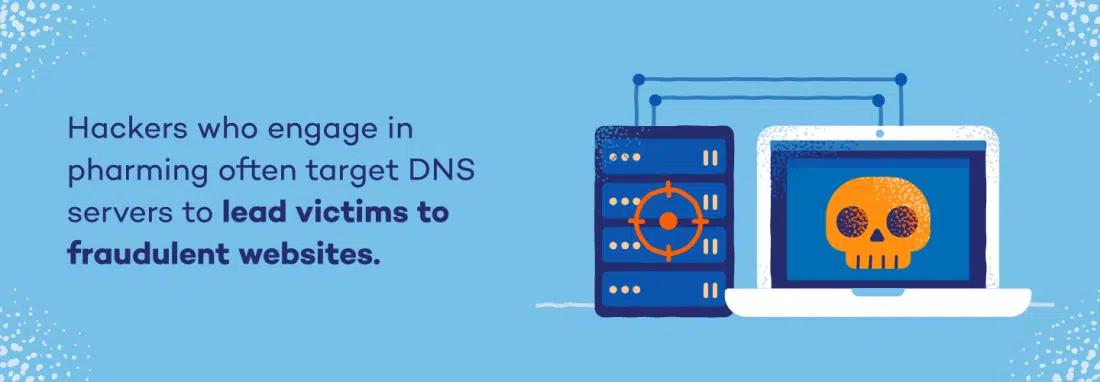 Hackers who engage in
pharming often target DNS
servers to lead victims to
fraudulent websites.